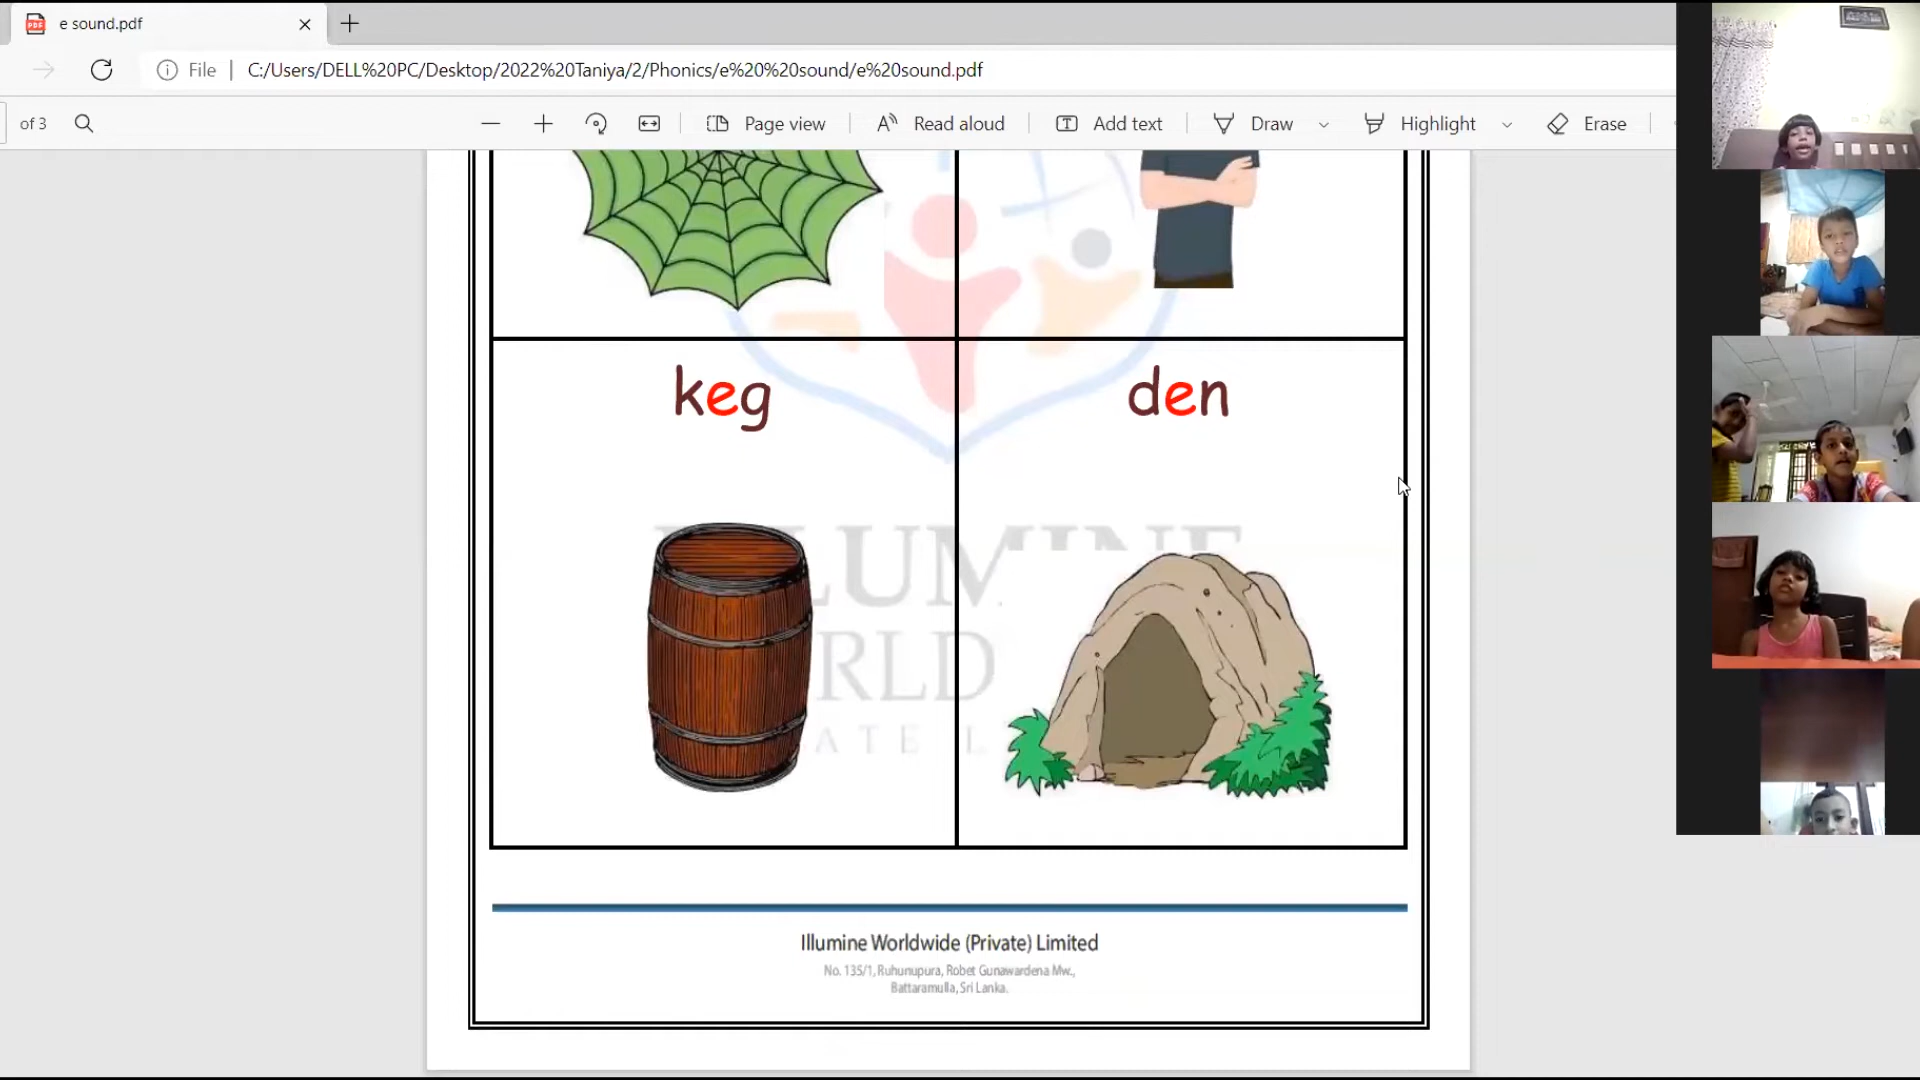 e sound.pdf
File
C:/Users/DELL%20PC/Desktop/2022%20Taniya/2/Phonics/e%20%20sound/e%20sound.pdf
of 3
Page view
Read aloud
Add text
Draw
Highlight
Erase
keg
den
Illumine Worldwide (Private) Limited
No. 135/1, Ruhunupura, Robet Gunawardena Mw.,
Battaramulla, Sri Lanka.